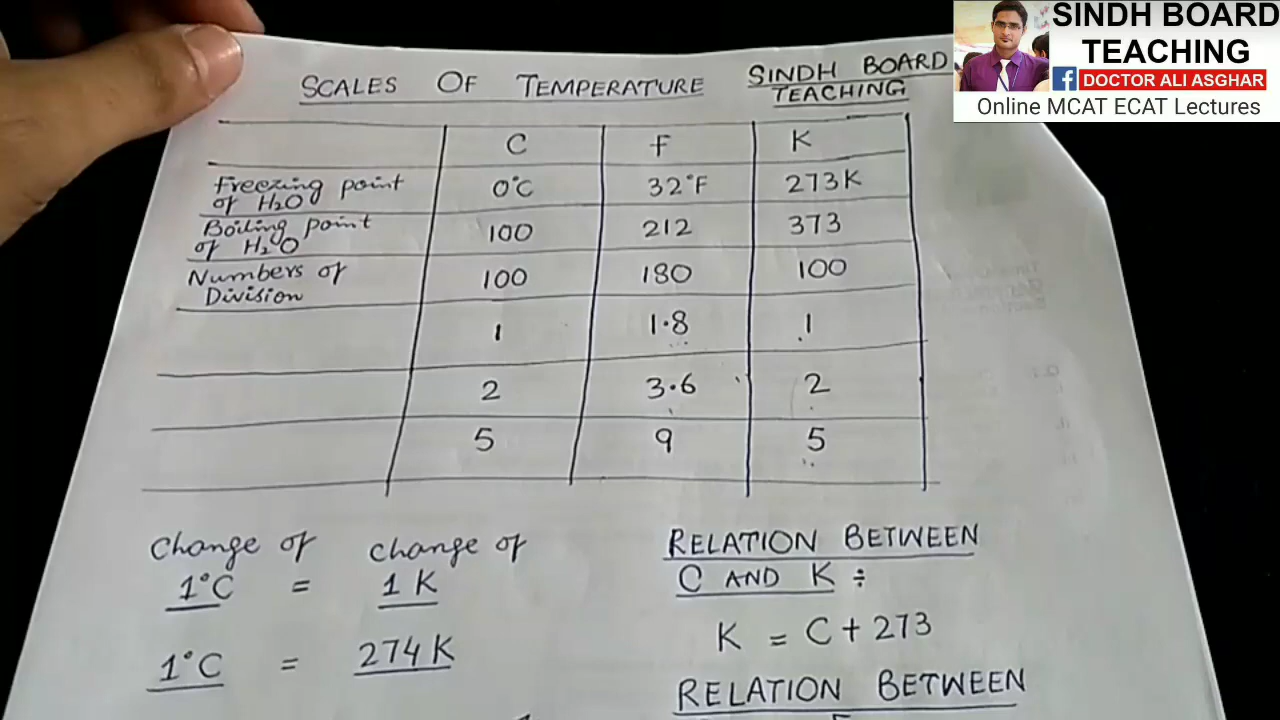 SINDH BOARD
TEACHING
f DOCTOR ALI ASGHAR
Online MCAT ECAT Lectures
SCALES OF TEMPERATURE
SINDH BOARD
TEACHING
C F K
Freezing point of H₂O 0°C 32°F 273K
Boiling point of H₂O 100 212 373
Numbers of Division 100 180 100
1 1.8 1
2 3.6 2
5 9 5
Change of change of
1°C = 1 K
1°C = 274 K
RELATION BETWEEN
C AND K ÷
K = C + 273
RELATION BETWEEN